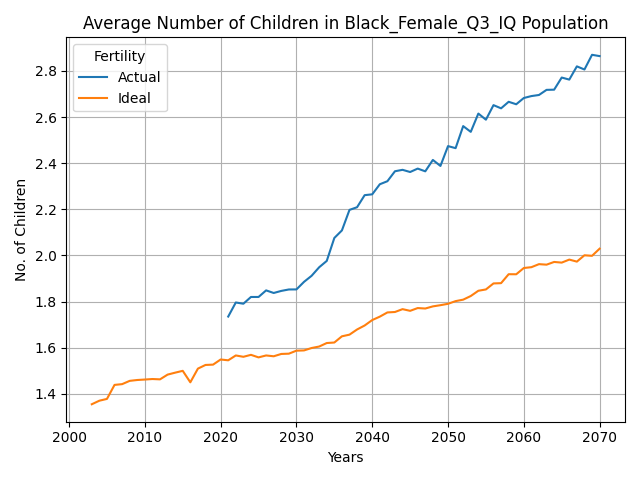 Average Number of Children in Black_Female_Q3_IQ Population
Fertility
Actual
Ideal
No. of Children
2.8
2.6
2.4
2.2
2.0
1.8
1.6
1.4
2000 2010 2020 2030 2040 2050 2060 2070
Years